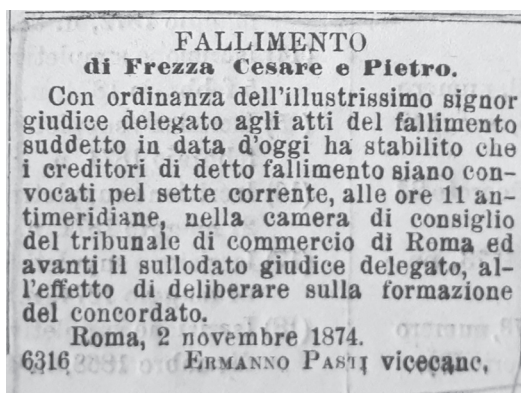 FALLIMENTO
di Frezza Cesare e Pietro.
Con ordinanza dell'illustrissimo signor
giudice delegato agli atti del fallimento
suddetto in data d'oggi ha stabilito che
i creditori di detto fallimento siano con-
vocati pel sette corrente, alle ore 11 an-
timeridiane, nella camera di consiglio
del tribunale di commercio di Roma ed
avanti il sullodato giudice delegato, al-
l'effetto di deliberare sulla formazione
del concordato.
Roma, 2 novembre 1874.
6316 ERMANNO PASTI vicecanc.